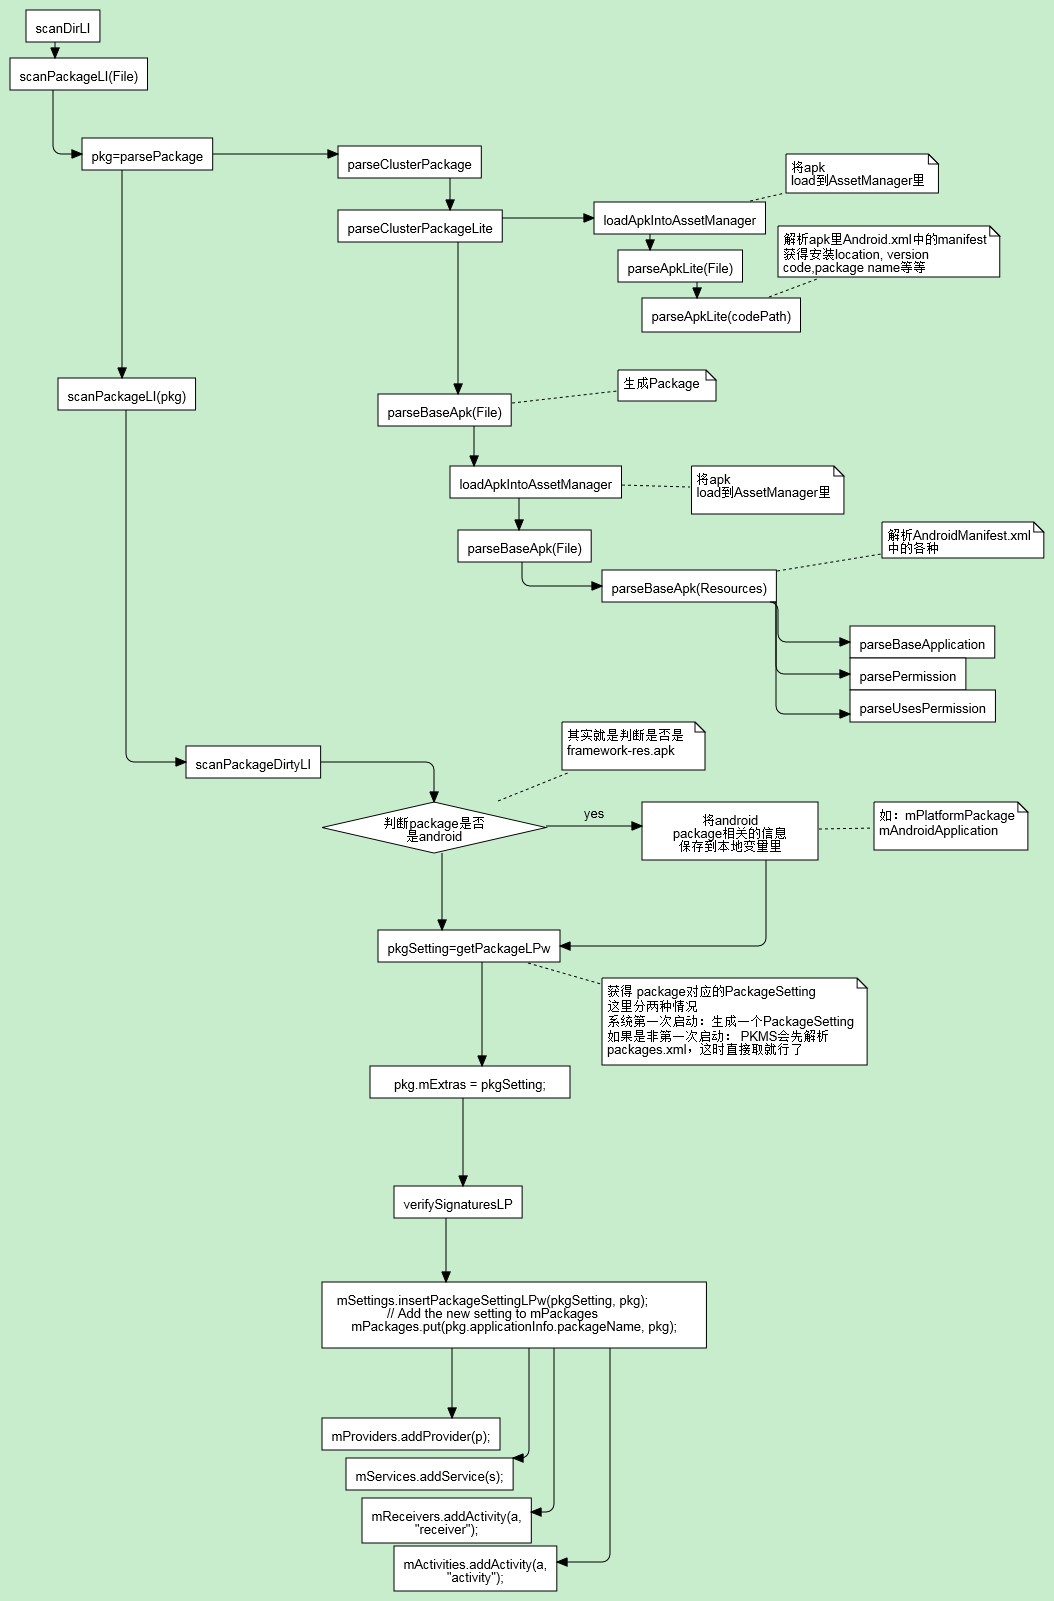 scanDirLI
scanPackageLI(File)
pkg=parsePackage
parseClusterPackage
将apk
load到AssetManager里
parseClusterPackageLite
loadApkIntoAssetManager
解析apk里Android.xml中的manifest
获得安装location, version
code,package name等等
parseApkLite(File)
parseApkLite(codePath)
scanPackageLI(pkg)
生成Package
parseBaseApk(File)
loadApkIntoAssetManager
将apk
load到AssetManager里
parseBaseApk(File)
解析AndroidManifest.xml
中的各种
parseBaseApk(Resources)
parseBaseApplication
parsePermission
parseUsesPermission
其实就是判断是否是
framework-res.apk
scanPackageDirtyLI
判断package是否
是android
yes
将android
package相关的信息
保存到本地变量里
如：mPlatformPackage
mAndroidApplication
pkgSetting=getPackageLPw
获得 package对应的PackageSetting
这里分两种情况
系统第一次启动：生成一个PackageSetting
如果是非第一次启动： PKMS会先解析
packages.xml，这时直接取就行了
pkg.mExtras = pkgSetting;
verifySignaturesLP
mSettings.insertPackageSettingLPw(pkgSetting, pkg);
// Add the new setting to mPackages
mPackages.put(pkg.applicationInfo.packageName, pkg);
mProviders.addProvider(p);
mServices.addService(s);
mReceivers.addActivity(a,
"receiver");
mActivities.addActivity(a,
"activity");